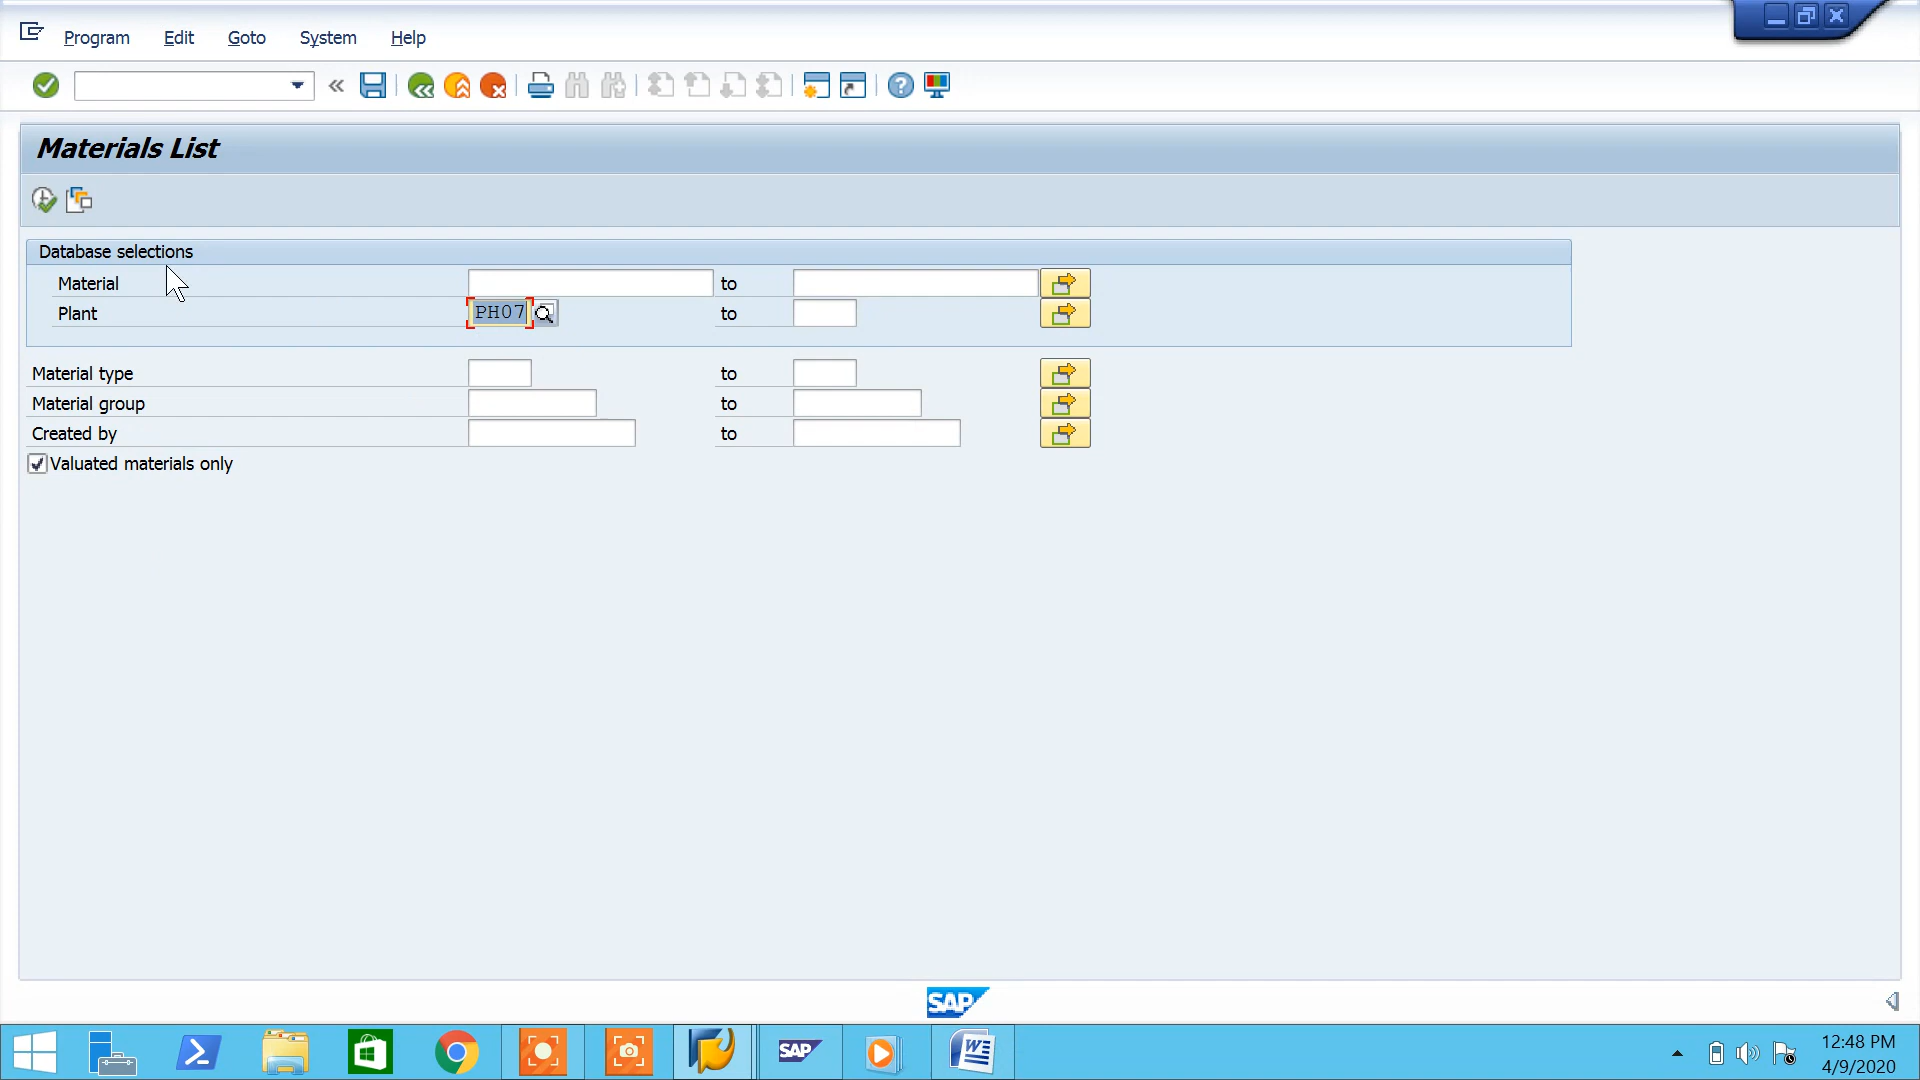 Program Edit Goto System Help
Materials List
Database selections
Material to
Plant PH07 to
Material type to
Material group to
Created by to
Valuated materials only
SAP
SAP
12:48 PM
4/9/2020